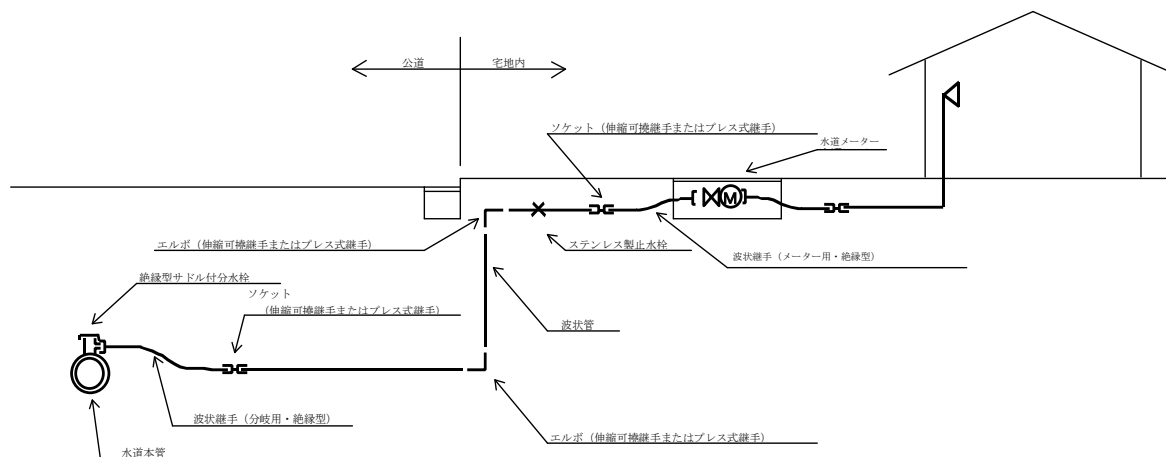 公道
宅地内
ソケット（伸縮可撓継手またはプレス式継手）
水道メーター
M
エルボ（伸縮可撓継手またはプレス式継手）
ステンレス製止水栓
波状継手（メーター用・絶縁型）
絶縁型サドル付分水栓
ソケット
（伸縮可撓継手またはプレス式継手）
波状管
波状継手（分岐用・絶縁型）
エルボ（伸縮可撓継手またはプレス式継手）
水道本管